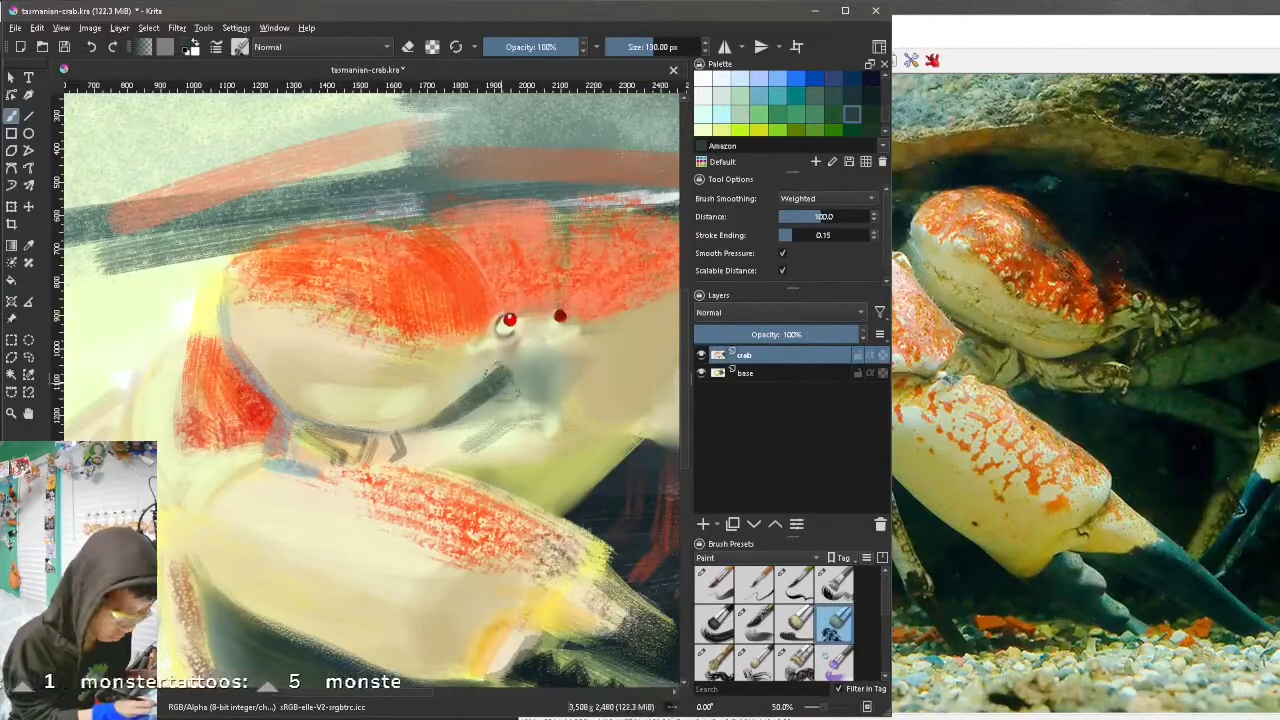 tasmanian-crab.kra (122.3 MiB) * - Krita
File Edit View Image Layer Select Filter Tools Settings Window Help
Normal
Opacity: 100%
Size: 130.00 px
tasmanian-crab.kra*
Palette
Amazon
Default
Tool Options
Brush Smoothing: Weighted
Distance: 100.0
Stroke Ending: 0.15
Smooth Pressure:
Scalable Distance:
Layers
Normal
Opacity: 100%
crab
base
Brush Presets
Paint
Tag
Search
Filter in Tag
1 monstertattoos: 5 monste
RGB/Alpha (8-bit integer/ch...) sRGB-elle-V2-srgbtrc.icc
3,508 x 2,480 (122.3 MiB)
0.00°
50.0%